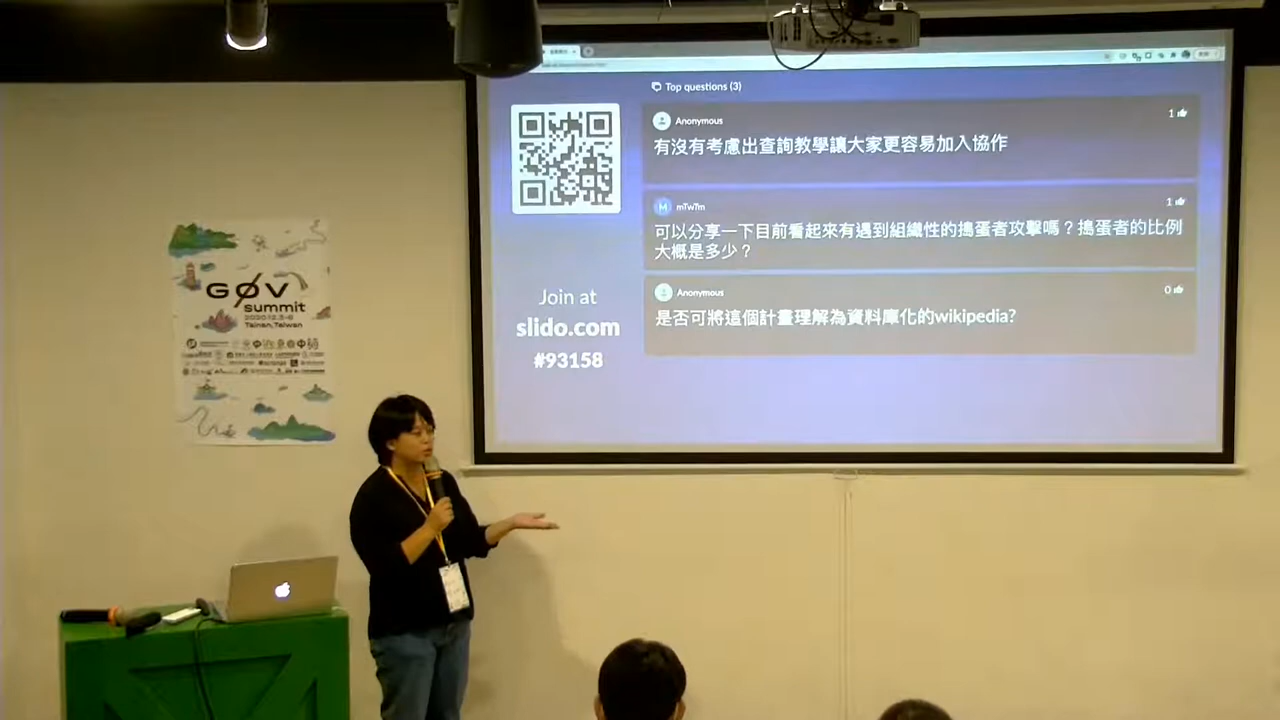 Top questions (3)
Anonymous
1
有沒有考慮出查詢教學讓大家更容易加入協作
M
mTwTm
1
可以分享一下目前看起來有遇到組織性的搗蛋者攻擊嗎？搗蛋者的比例
大概是多少？
Anonymous
0
是否可將這個計畫理解為資料庫化的wikipedia?
Join at
slido.com
#93158
GØV
summit
2020.12.3-6
Tainan, Taiwan